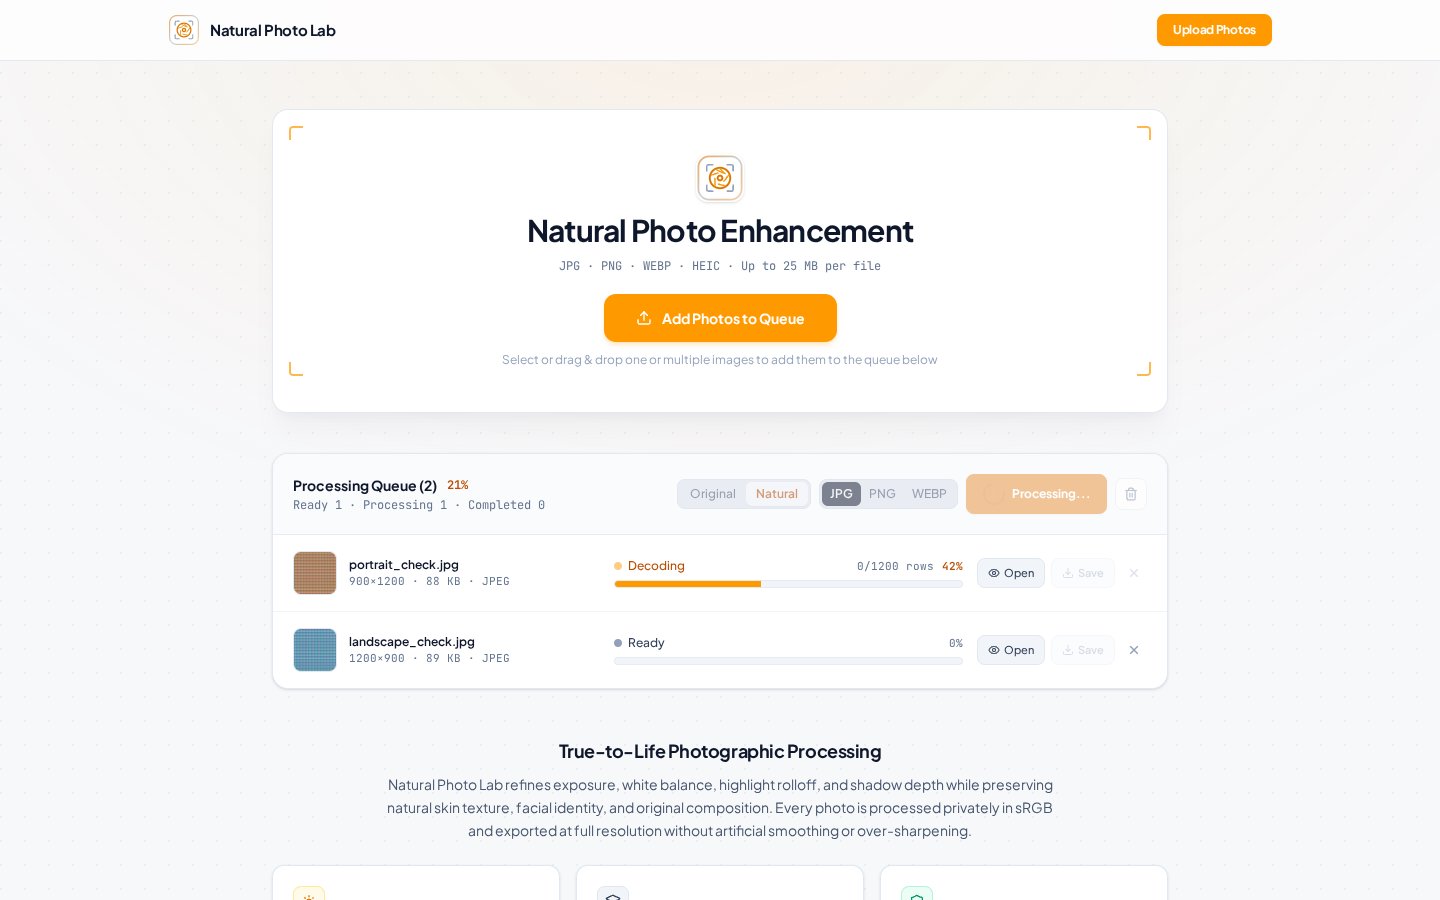 Natural Photo Lab
Upload Photos
Natural Photo Enhancement
JPG · PNG · WEBP · HEIC · Up to 25 MB per file
Add Photos to Queue
Select or drag & drop one or multiple images to add them to the queue below
Processing Queue (2) 21%
Ready 1 · Processing 1 · Completed 0
Original Natural JPG PNG WEBP Processing...
portrait_check.jpg
900×1200 · 88 KB · JPEG
Decoding 0/1200 rows 42%
Open Save
landscape_check.jpg
1200×900 · 89 KB · JPEG
Ready 0%
Open Save
True-to-Life Photographic Processing
Natural Photo Lab refines exposure, white balance, highlight rolloff, and shadow depth while preserving
natural skin texture, facial identity, and original composition. Every photo is processed privately in sRGB
and exported at full resolution without artificial smoothing or over-sharpening.